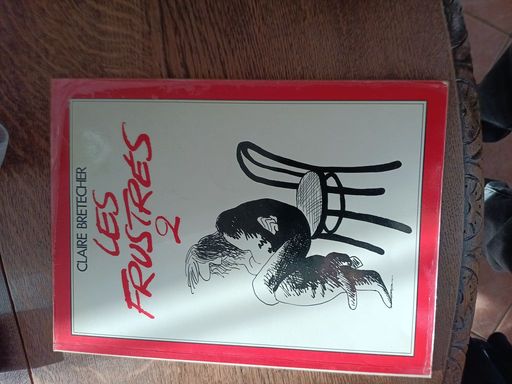 CLAIRE BRETECHER
LES
FRUSTRÉS
2